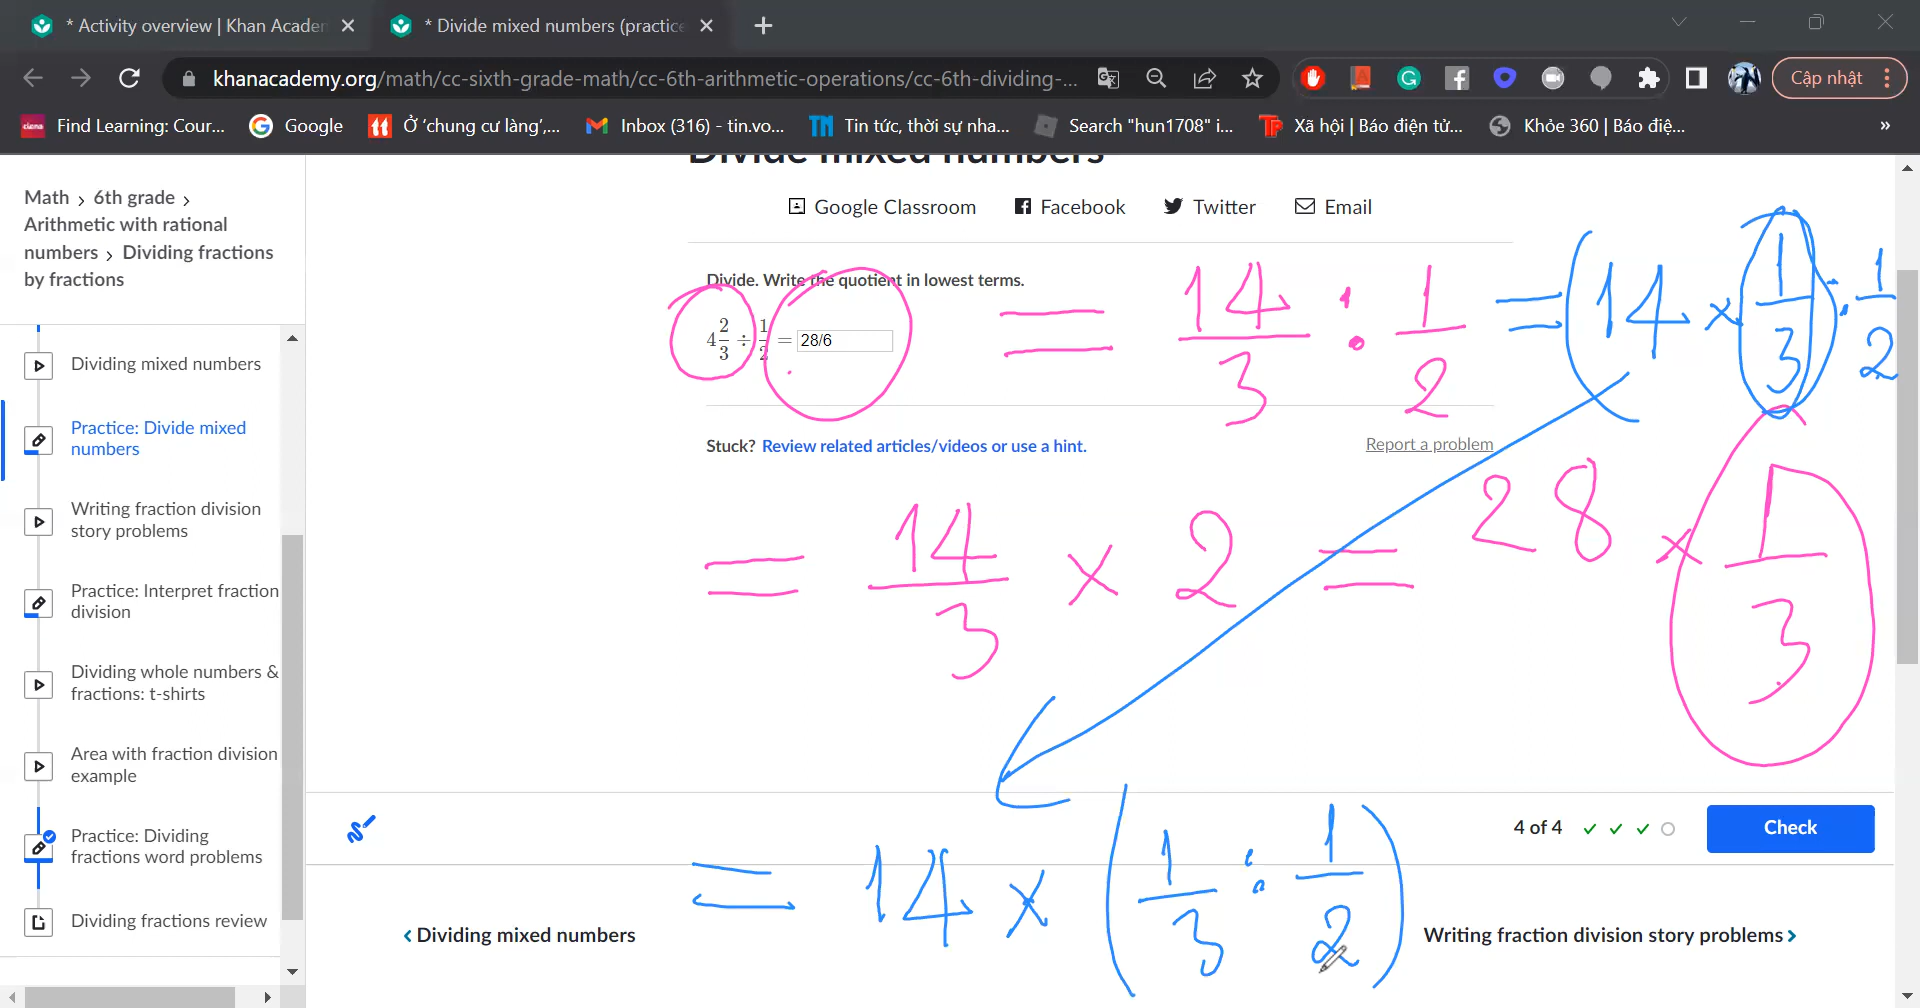 * Activity overview | Khan Academ
* Divide mixed numbers (practice
khanacademy.org/math/cc-sixth-grade-math/cc-6th-arithmetic-operations/cc-6th-dividing-...
Cập nhật
ciena Find Learning: Cour...
Google
Ở 'chung cư làng',...
Inbox (316) - tin.vo...
TN Tin tức, thời sự nha...
Search "hun1708" i...
TP Xã hội | Báo điện tử...
Khỏe 360 | Báo điệ...
»
Math > 6th grade >
Arithmetic with rational
numbers > Dividing fractions
by fractions
Dividing mixed numbers
Practice: Divide mixed
numbers
Writing fraction division
story problems
Practice: Interpret fraction
division
Dividing whole numbers &
fractions: t-shirts
Area with fraction division
example
Practice: Dividing
fractions word problems
Dividing fractions review
Divide mixed numbers
Google Classroom
Facebook
Twitter
Email
Divide. Write the quotient in lowest terms.
4 2/3 ÷ 1/2 = 28/6
= 14/3 : 1/2 = (14 × 1/3) : 1/2
Stuck? Review related articles/videos or use a hint.
Report a problem
= 14/3 × 2 = 28 × 1/3
4 of 4
Check
= 14 × (1/3 : 1/2)
< Dividing mixed numbers
Writing fraction division story problems >